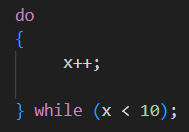 do
{
x++;
} while (x < 10);